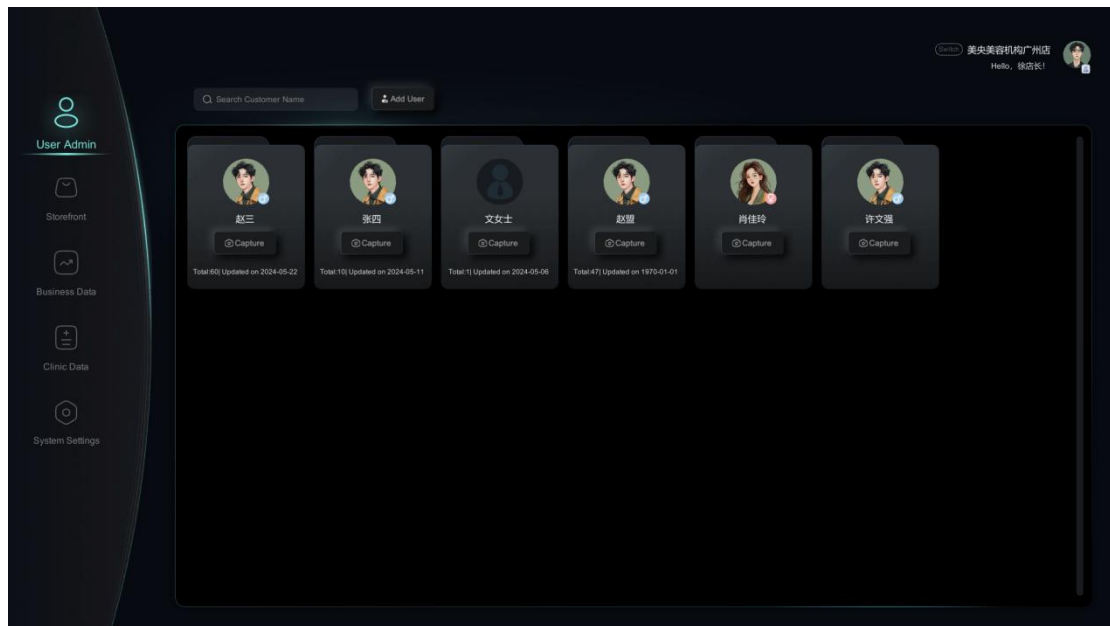 Switch 美央美容机构广州店
Hello，徐店长！
Search Customer Name
Add User
User Admin
Storefront
Business Data
Clinic Data
System Settings
赵三
Capture
Total:60| Updated on 2024-05-22
张四
Capture
Total:10| Updated on 2024-05-11
文女士
Capture
Total:1| Updated on 2024-05-06
赵盟
Capture
Total:47| Updated on 1970-01-01
肖佳玲
Capture
许文强
Capture